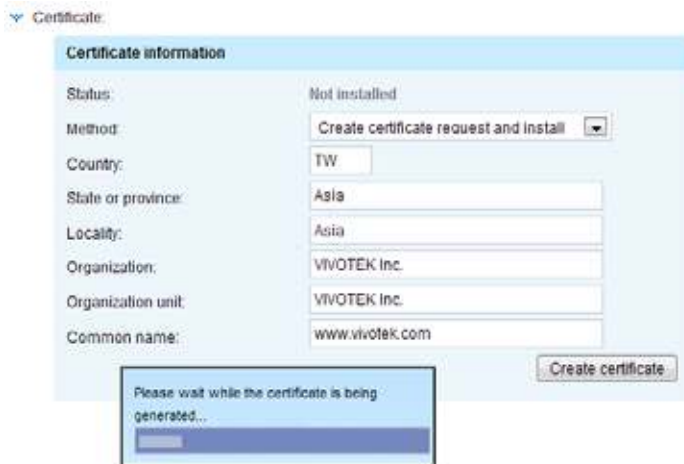 Certificate:
Certificate information
Status: Not installed
Method: Create certificate request and install
Country: TW
State or province: Asia
Locality: Asia
Organization: VIVOTEK Inc.
Organization unit: VIVOTEK Inc.
Common name: www.vivotek.com
Create certificate
Please wait while the certificate is being
generated...